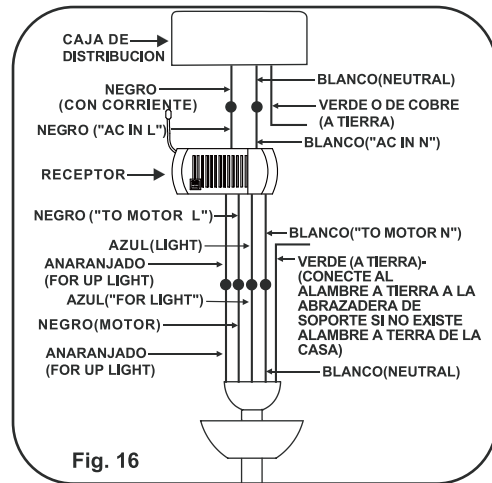 CAJA DE
DISTRIBUCION
NEGRO
(CON CORRIENTE)
BLANCO(NEUTRAL)
VERDE O DE COBRE
(A TIERRA)
NEGRO ("AC IN L")
BLANCO("AC IN N")
RECEPTOR
NEGRO ("TO MOTOR L")
BLANCO("TO MOTOR N")
AZUL(LIGHT)
ANARANJADO
(FOR UP LIGHT)
VERDE (A TIERRA)-
(CONECTE AL
ALAMBRE A TIERRA A LA
ABRAZADERA DE
SOPORTE SI NO EXISTE
ALAMBRE A TERRA DE LA
CASA)
AZUL("FOR LIGHT")
NEGRO(MOTOR)
ANARANJADO
(FOR UP LIGHT)
BLANCO(NEUTRAL)
Fig. 16